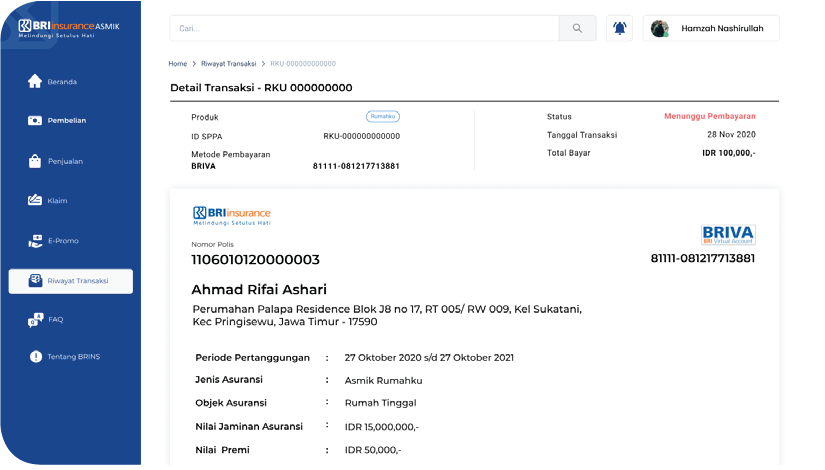 BRIinsurance ASMIK
Melindungi Setulus Hati
Beranda
Pembelian
Penjualan
Klaim
E-Promo
Riwayat Transaksi
FAQ
Tentang BRINS
Cari...
Hamzah Nashirullah
Home > Riwayat Transaksi > RKU-000000000000
Detail Transaksi - RKU 000000000
Produk Rumahku
ID SPPA RKU-000000000000
Metode Pembayaran
BRIVA 81111-081217713881
Status Menunggu Pembayaran
Tanggal Transaksi 28 Nov 2020
Total Bayar IDR 100,000,-
BRIinsurance
Melindungi Setulus Hati
BRIVA
BRI Virtual Account
Nomor Polis
1106010120000003
81111-081217713881
Ahmad Rifai Ashari
Perumahan Palapa Residence Blok J8 no 17, RT 005/ RW 009, Kel Sukatani,
Kec Pringisewu, Jawa Timur - 17590
Periode Pertanggungan : 27 Oktober 2020 s/d 27 Oktober 2021
Jenis Asuransi : Asmik Rumahku
Objek Asuransi : Rumah Tinggal
Nilai Jaminan Asuransi : IDR 15,000,000,-
Nilai Premi : IDR 50,000,-